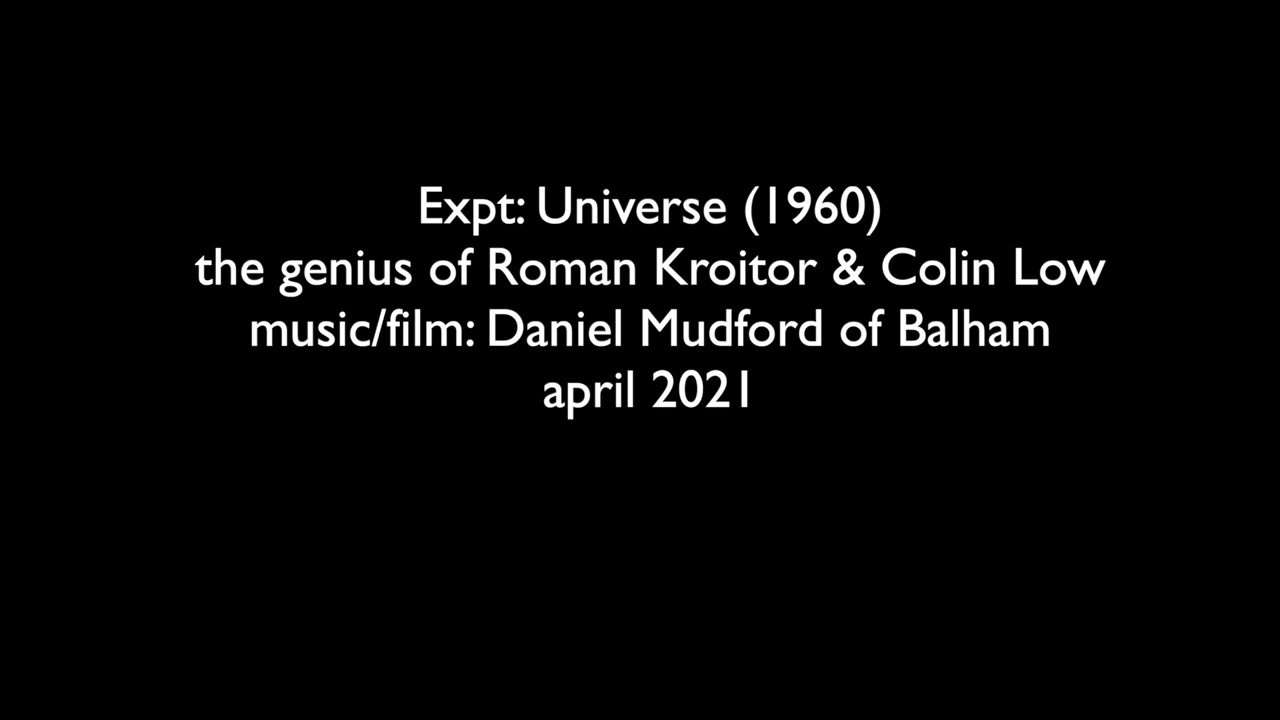 Expt: Universe (1960)
the genius of Roman Kroitor & Colin Low
music/film: Daniel Mudford of Balham
april 2021